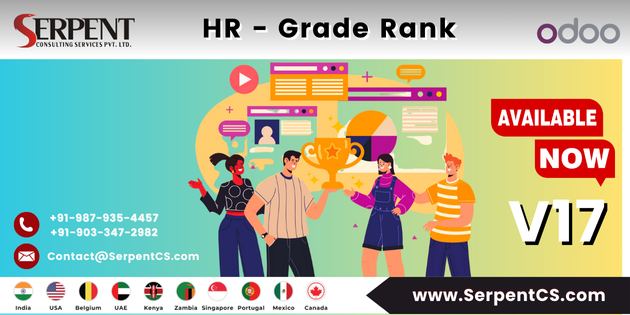 SERPENT
CONSULTING SERVICES PVT. LTD.
HR - Grade Rank
odoo
AVAILABLE
NOW
V17
+91-987-935-4457
+91-903-347-2982
Contact@SerpentCS.com
India USA Belgium UAE Kenya Zambia Singapore Portugal Mexico Canada
www.SerpentCS.com